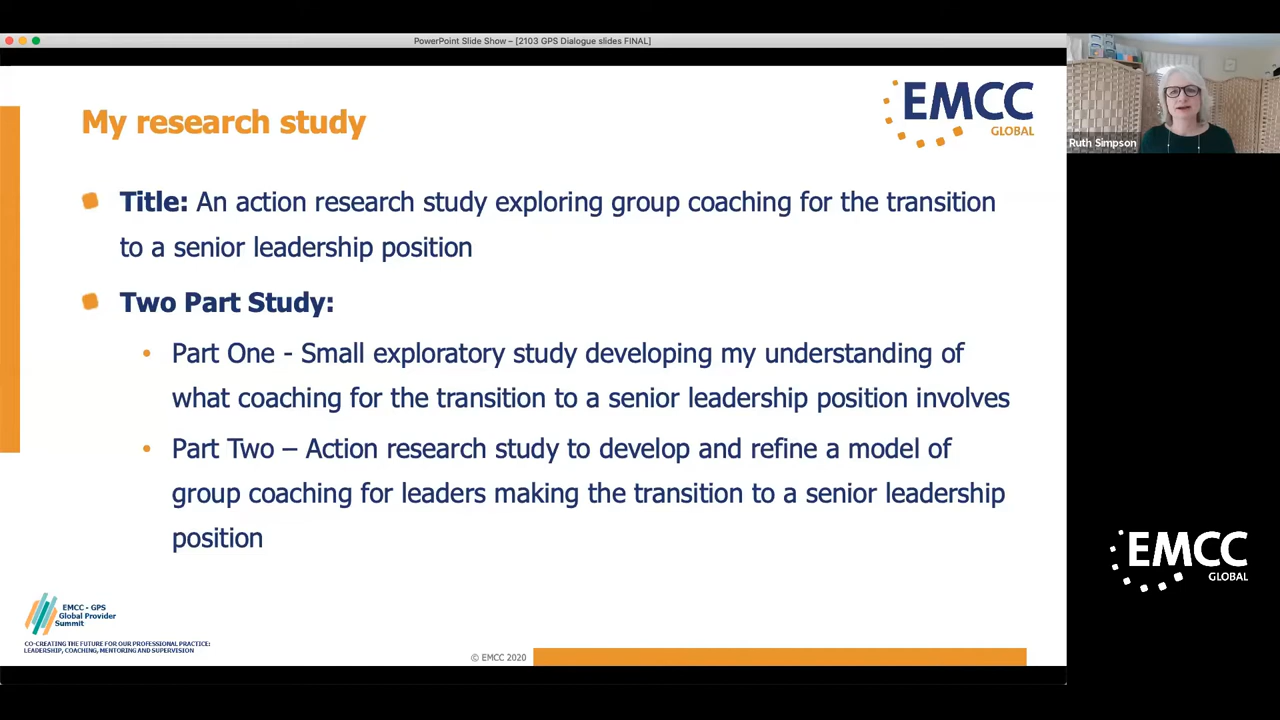 PowerPoint Slide Show – [2103 GPS Dialogue slides FINAL]
My research study
EMCC
GLOBAL
Ruth Simpson
Title: An action research study exploring group coaching for the transition
to a senior leadership position
Two Part Study:
Part One - Small exploratory study developing my understanding of
what coaching for the transition to a senior leadership position involves
Part Two – Action research study to develop and refine a model of
group coaching for leaders making the transition to a senior leadership
position
EMCC
GLOBAL
EMCC - GPS
Global Provider
Summit
CO-CREATING THE FUTURE FOR OUR PROFESSIONAL PRACTICE:
LEADERSHIP, COACHING, MENTORING AND SUPERVISION
© EMCC 2020